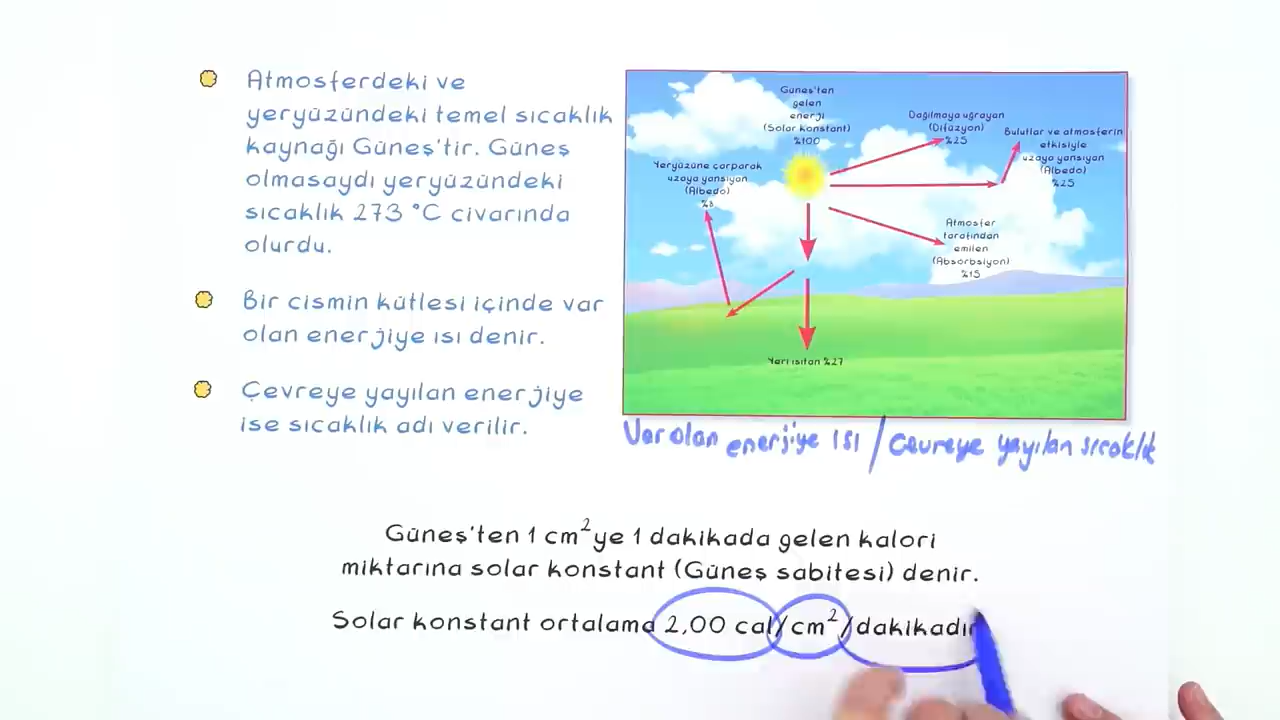 Atmosferdeki ve
yeryüzündeki temel sıcaklık
kaynağı Güneş'tir. Güneş
olmasaydı yeryüzündeki
sıcaklık 273 °C civarında
olurdu.
Bir cismin kütlesi içinde var
olan enerjiye ısı denir.
Çevreye yayılan enerjiye
ise sıcaklık adı verilir.
Güneş'ten
gelen
enerji
(Solar konstant)
%100
Dağılmaya uğrayan
(Difüzyon)
%25
Bulutlar ve atmosferin
etkisiyle
uzaya yansıyan
(Albedo)
%25
Yeryüzüne çarparak
uzaya yansıyan
(Albedo)
%8
Atmosfer
tarafından
emilen
(Absorbsiyon)
%15
Yeri ısıtan %27
Var olan enerjiye ısı / Çevreye yayılan sıcaklık
Güneş'ten 1 cm²ye 1 dakikada gelen kalori
miktarına solar konstant (Güneş sabitesi) denir.
Solar konstant ortalama 2,00 cal/cm²/dakikadır